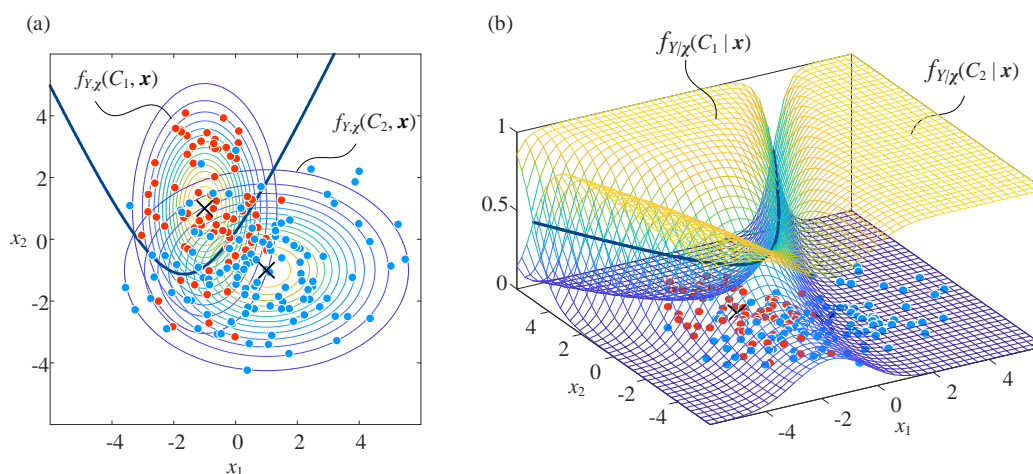 (a)
f_{Y,χ}(C_1, x)
f_{Y,χ}(C_2, x)
4
2
0
-2
-4
x_2
-4
-2
0
2
4
x_1
(b)
f_{Y|χ}(C_1 | x)
f_{Y|χ}(C_2 | x)
1
0.5
0
4
2
0
-2
-4
x_2
-4
-2
0
2
4
x_1